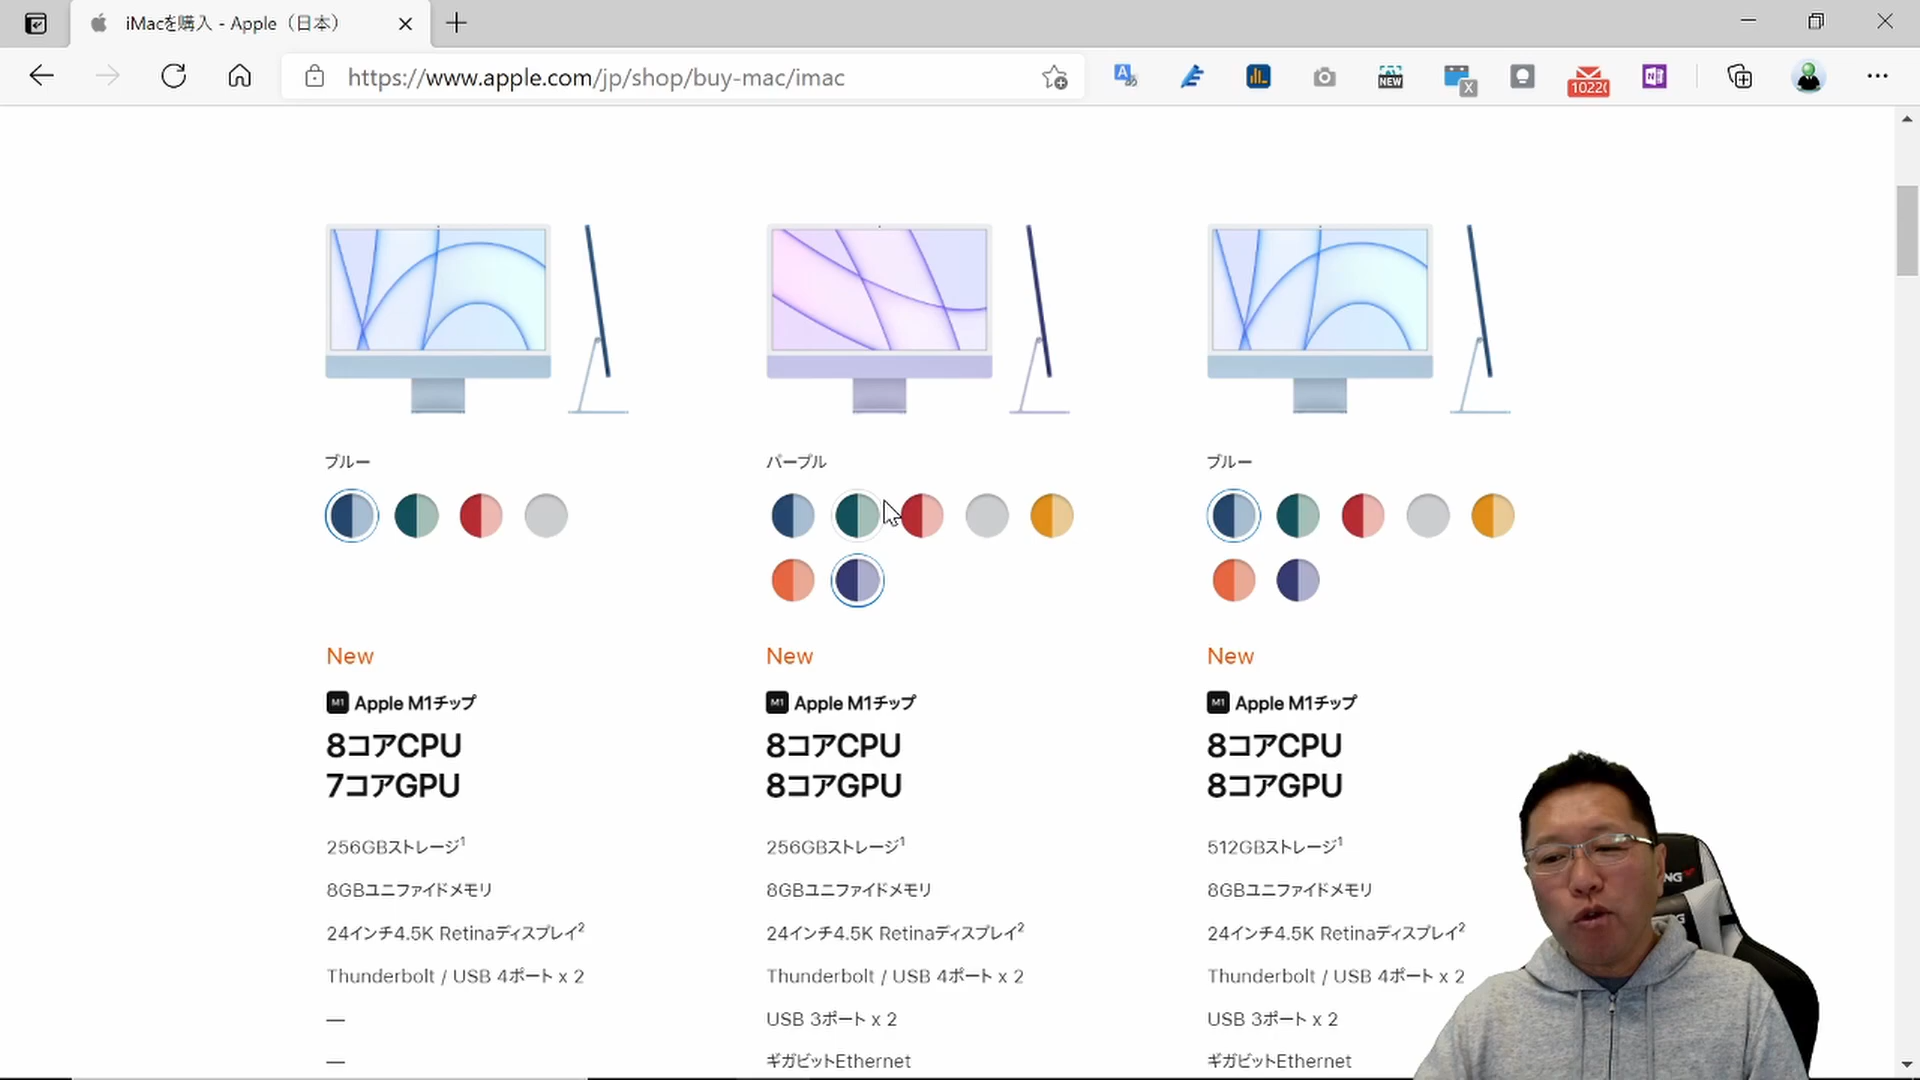 iMacを購入 - Apple（日本）
https://www.apple.com/jp/shop/buy-mac/imac
NEW
X
1022(
ブルー
パープル
ブルー
New
New
New
M1 Apple M1チップ
M1 Apple M1チップ
M1 Apple M1チップ
8コアCPU
7コアGPU
8コアCPU
8コアGPU
8コアCPU
8コアGPU
256GBストレージ1
8GBユニファイドメモリ
24インチ4.5K Retinaディスプレイ2
Thunderbolt / USB 4ポート x 2
—
—
256GBストレージ1
8GBユニファイドメモリ
24インチ4.5K Retinaディスプレイ2
Thunderbolt / USB 4ポート x 2
USB 3ポート x 2
ギガビットEthernet
512GBストレージ1
8GBユニファイドメモリ
24インチ4.5K Retinaディスプレイ2
Thunderbolt / USB 4ポート x 2
USB 3ポート x 2
ギガビットEthernet